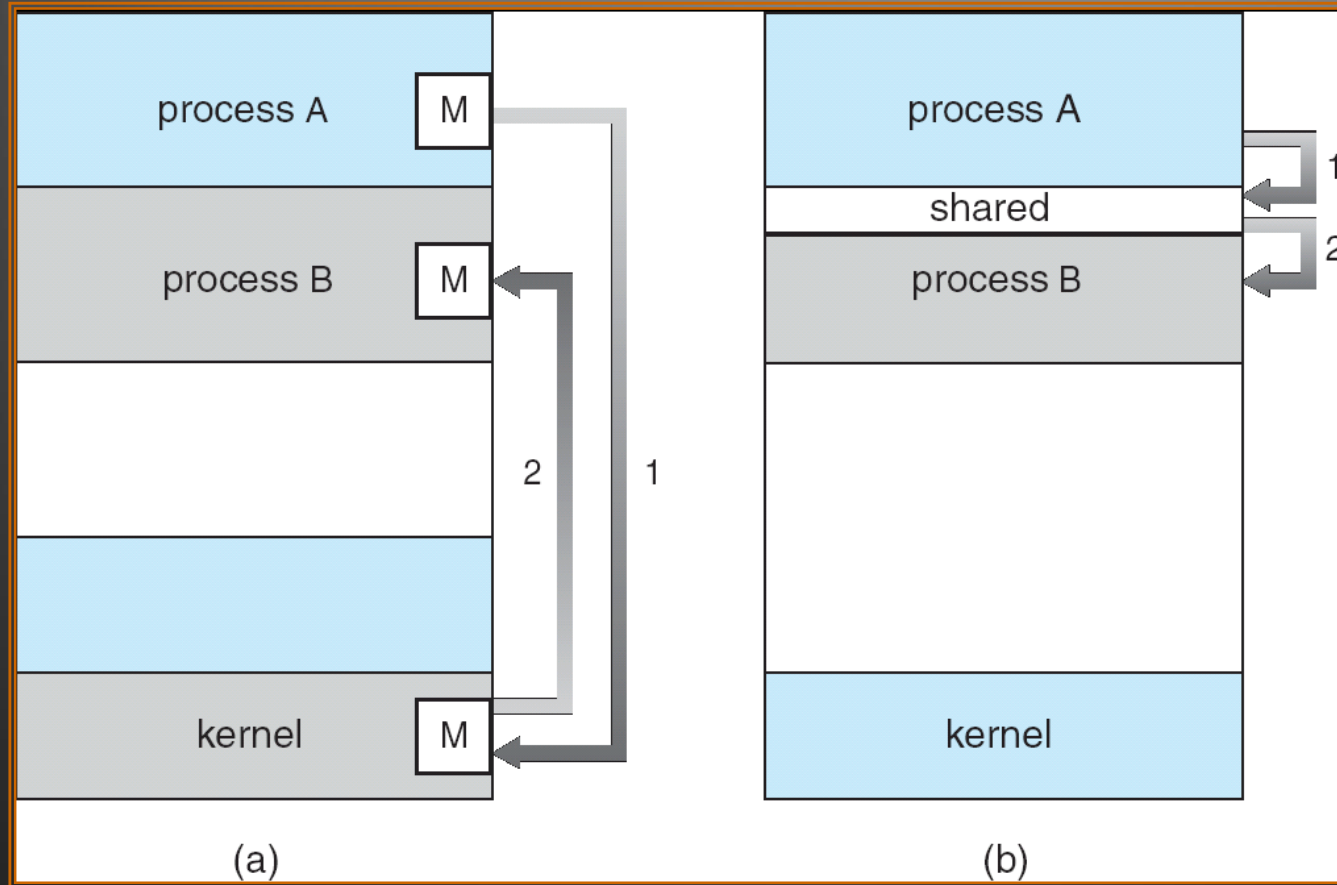 process A
M
process B
M
2
1
kernel
M
(a)
process A
1
shared
2
process B
kernel
(b)